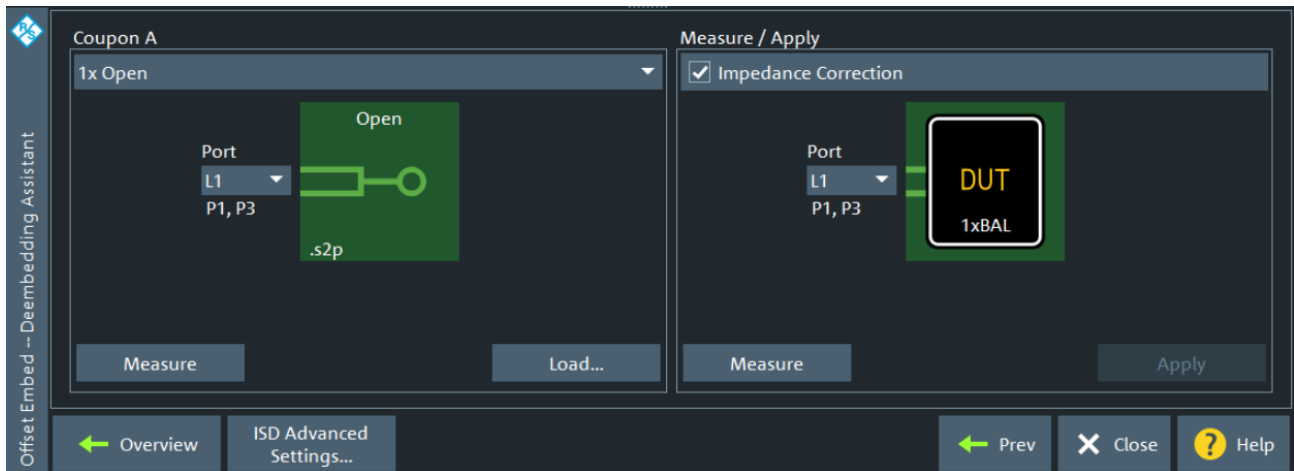 R&S
Offset Embed -- Deembedding Assistant
Coupon A
1x Open
Open
Port
L1
P1, P3
.s2p
Measure
Load...
Measure / Apply
Impedance Correction
Port
L1
P1, P3
DUT
1xBAL
Measure
Apply
Overview
ISD Advanced
Settings...
Prev
Close
? Help